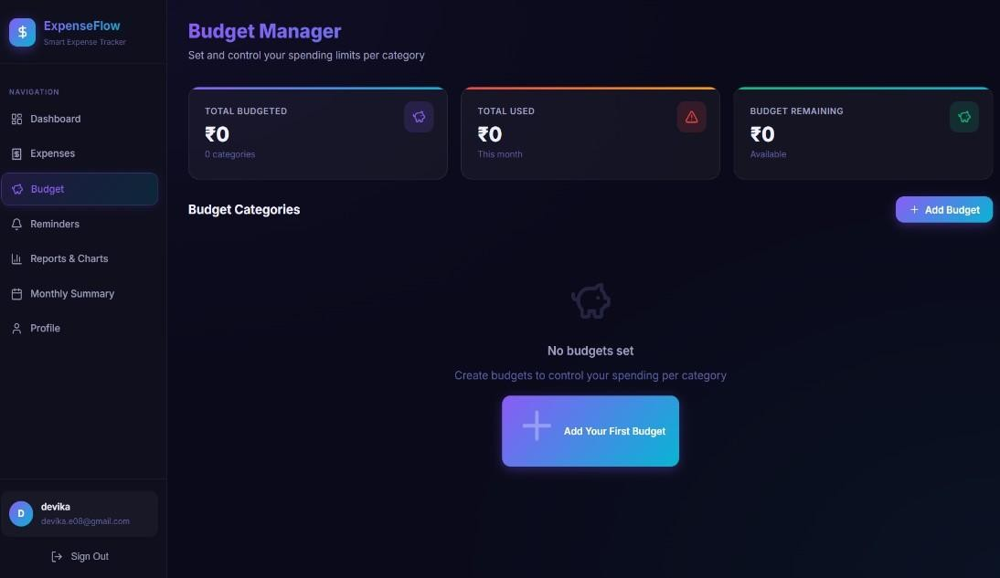 ExpenseFlow
Smart Expense Tracker
NAVIGATION
Dashboard
Expenses
Budget
Reminders
Reports & Charts
Monthly Summary
Profile
D
devika
devika.e08@gmail.com
Sign Out
Budget Manager
Set and control your spending limits per category
TOTAL BUDGETED
₹0
0 categories
TOTAL USED
₹0
This month
BUDGET REMAINING
₹0
Available
Budget Categories
+ Add Budget
No budgets set
Create budgets to control your spending per category
+ Add Your First Budget